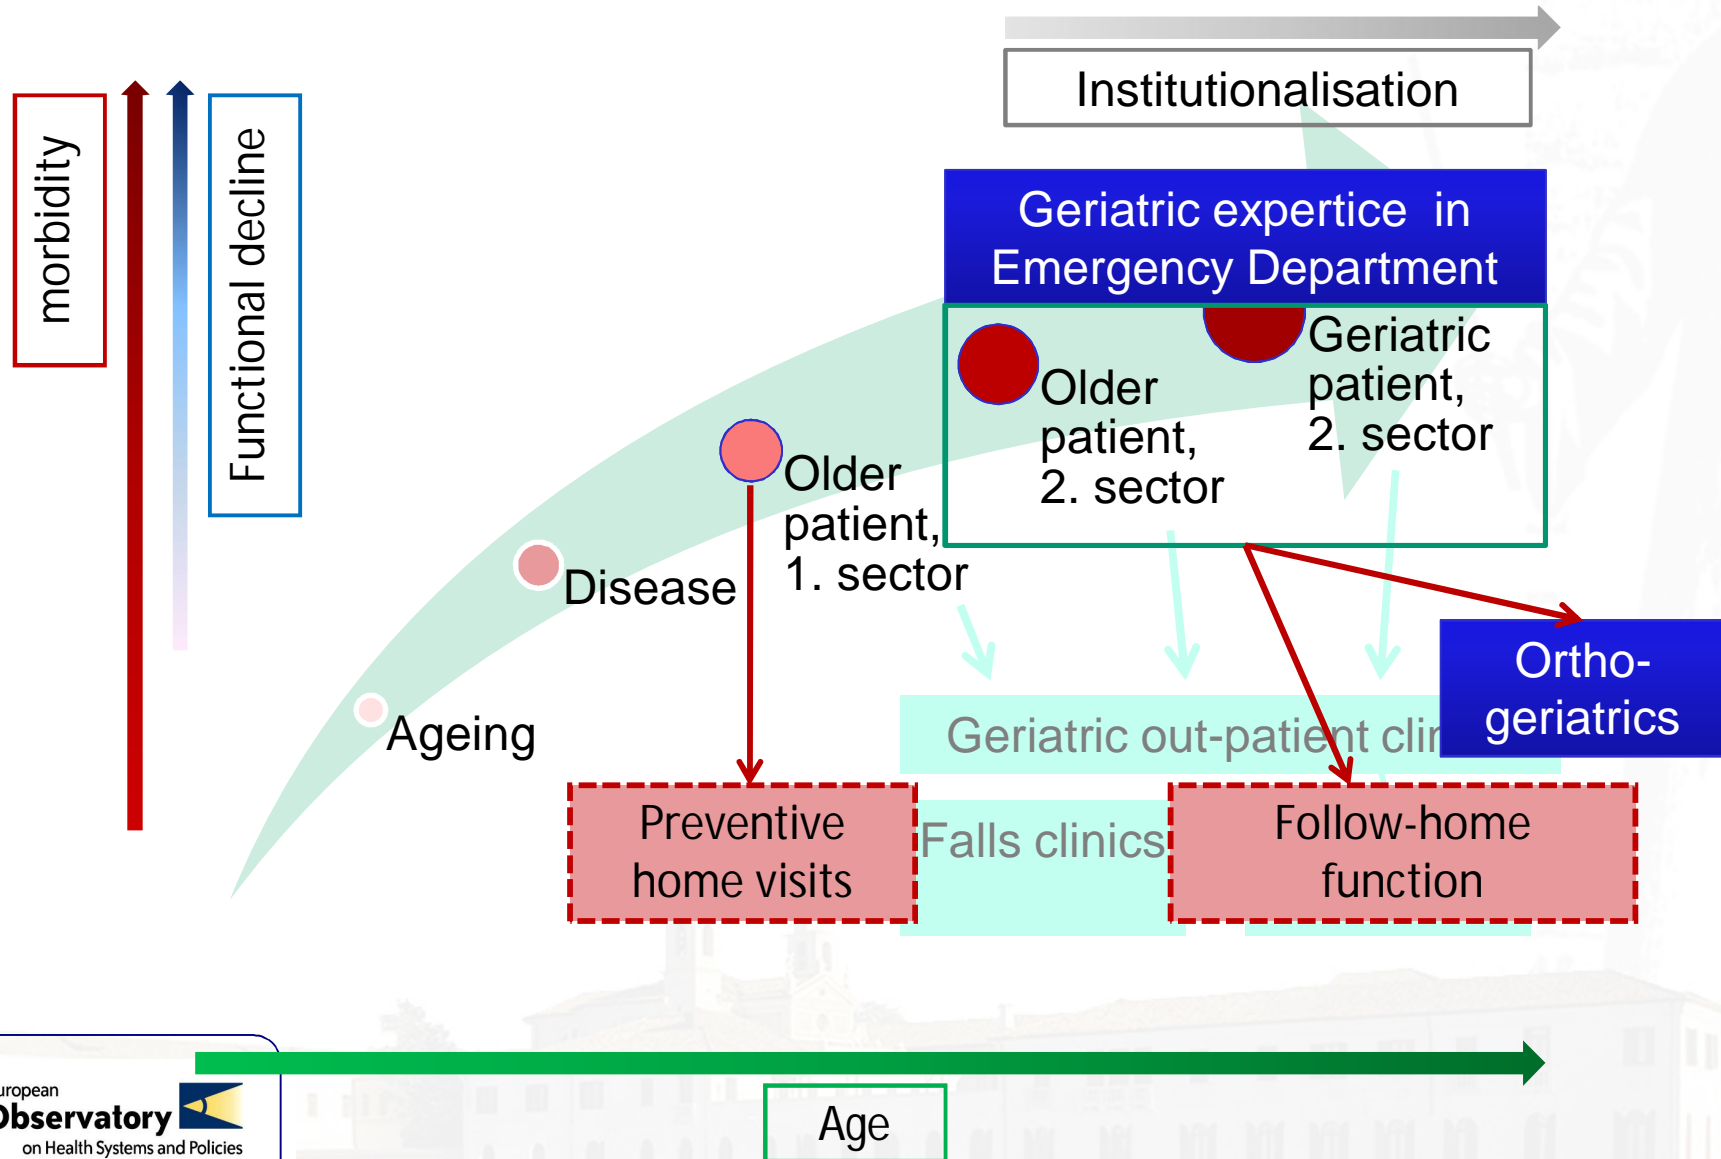 Institutionalisation
morbidity
Functional decline
Geriatric expertice in
Emergency Department
Geriatric
patient,
2. sector
Older
patient,
2. sector
Older
patient,
1. sector
Disease
Ageing
Ortho-
geriatrics
Geriatric out-patient
Preventive
home visits
Falls clinics
Follow-home
function
Age
Observatory
on Health Systems and Policies